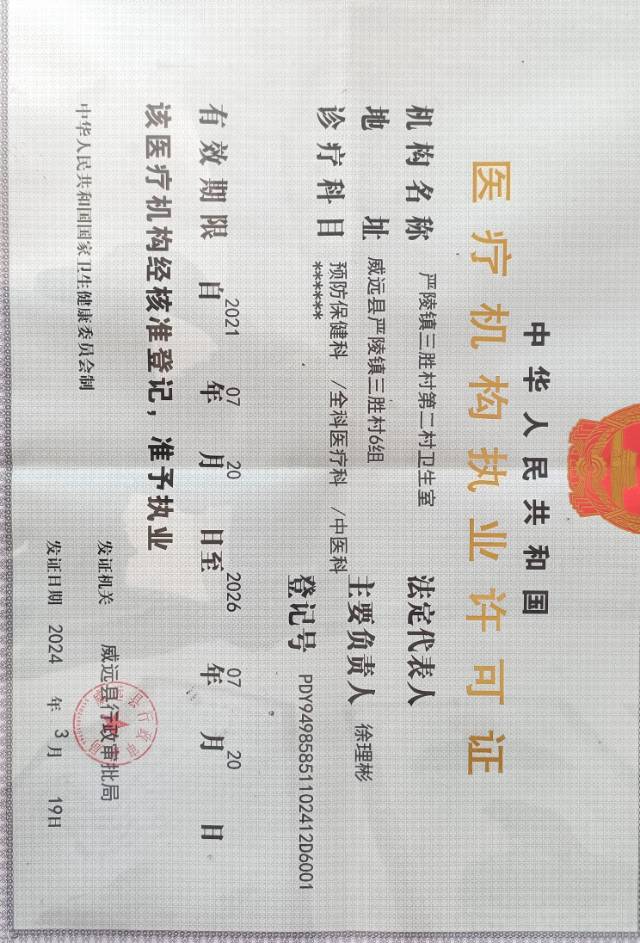 中华人民共和国
医疗机构执业许可证
机构名称 严陵镇三胜村第二村卫生室 法定代表人
地址 威远县严陵镇三胜村6组 主要负责人 徐理彬
诊疗科目 预防保健科 /全科医疗科 /中医科
****** 登记号 PDY94985851102412D6001
有效期限 自 2021 年 07 月 20 日至 2026 年 07 月 20 日
该医疗机构经核准登记，准予执业
发证机关 威远县行政审批局
中华人民共和国国家卫生健康委员会制
发证日期 2024 年 3月 19日